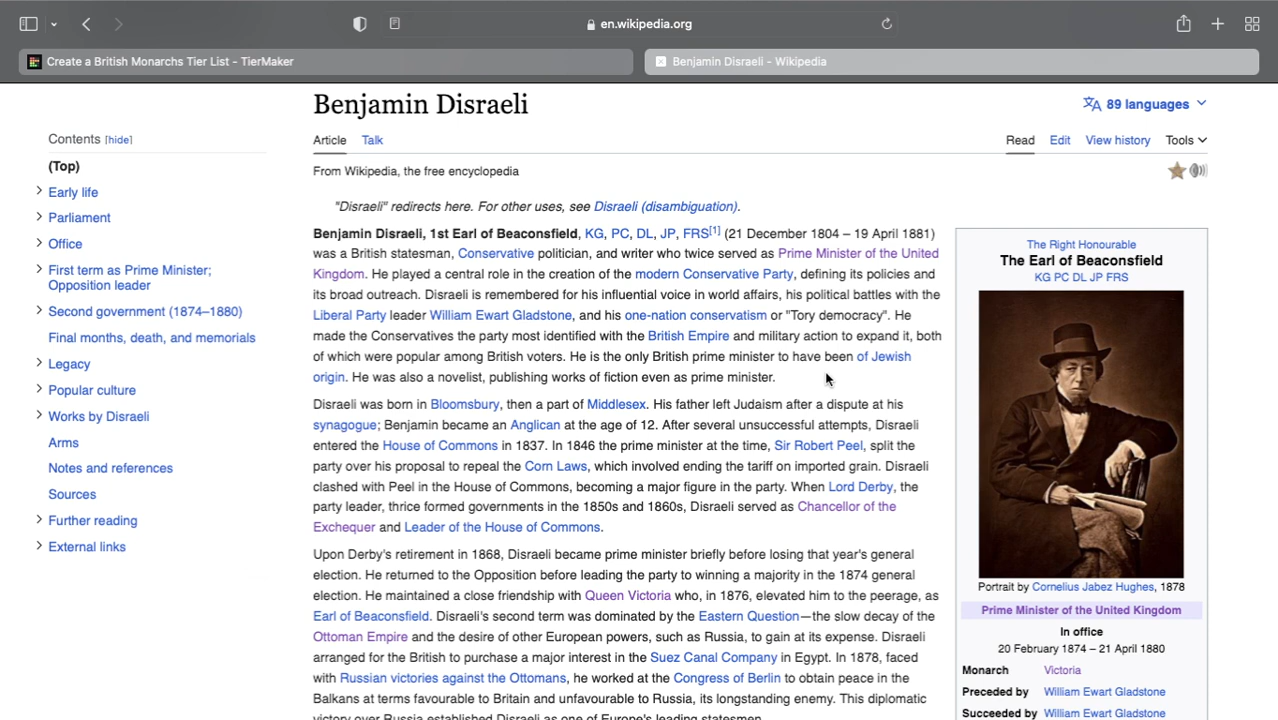 en.wikipedia.org
Create a British Monarchs Tier List - TierMaker
Benjamin Disraeli - Wikipedia
Benjamin Disraeli
89 languages
Contents [hide]
(Top)
Early life
Parliament
Office
First term as Prime Minister;
Opposition leader
Second government (1874–1880)
Final months, death, and memorials
Legacy
Popular culture
Works by Disraeli
Arms
Notes and references
Sources
Further reading
External links
Article Talk
Read Edit View history Tools
From Wikipedia, the free encyclopedia
"Disraeli" redirects here. For other uses, see Disraeli (disambiguation).
Benjamin Disraeli, 1st Earl of Beaconsfield, KG, PC, DL, JP, FRS[1] (21 December 1804 – 19 April 1881)
was a British statesman, Conservative politician, and writer who twice served as Prime Minister of the United
Kingdom. He played a central role in the creation of the modern Conservative Party, defining its policies and
its broad outreach. Disraeli is remembered for his influential voice in world affairs, his political battles with the
Liberal Party leader William Ewart Gladstone, and his one-nation conservatism or "Tory democracy". He
made the Conservatives the party most identified with the British Empire and military action to expand it, both
of which were popular among British voters. He is the only British prime minister to have been of Jewish
origin. He was also a novelist, publishing works of fiction even as prime minister.
Disraeli was born in Bloomsbury, then a part of Middlesex. His father left Judaism after a dispute at his
synagogue; Benjamin became an Anglican at the age of 12. After several unsuccessful attempts, Disraeli
entered the House of Commons in 1837. In 1846 the prime minister at the time, Sir Robert Peel, split the
party over his proposal to repeal the Corn Laws, which involved ending the tariff on imported grain. Disraeli
clashed with Peel in the House of Commons, becoming a major figure in the party. When Lord Derby, the
party leader, thrice formed governments in the 1850s and 1860s, Disraeli served as Chancellor of the
Exchequer and Leader of the House of Commons.
Upon Derby's retirement in 1868, Disraeli became prime minister briefly before losing that year's general
election. He returned to the Opposition before leading the party to winning a majority in the 1874 general
election. He maintained a close friendship with Queen Victoria who, in 1876, elevated him to the peerage, as
Earl of Beaconsfield. Disraeli's second term was dominated by the Eastern Question—the slow decay of the
Ottoman Empire and the desire of other European powers, such as Russia, to gain at its expense. Disraeli
arranged for the British to purchase a major interest in the Suez Canal Company in Egypt. In 1878, faced
with Russian victories against the Ottomans, he worked at the Congress of Berlin to obtain peace in the
Balkans at terms favourable to Britain and unfavourable to Russia, its longstanding enemy. This diplomatic
victory over Russia established Disraeli as one of Europe's leading statesmen.
The Right Honourable
The Earl of Beaconsfield
KG PC DL JP FRS
Portrait by Cornelius Jabez Hughes, 1878
Prime Minister of the United Kingdom
In office
20 February 1874 – 21 April 1880
Monarch Victoria
Preceded by William Ewart Gladstone
Succeeded by William Ewart Gladstone